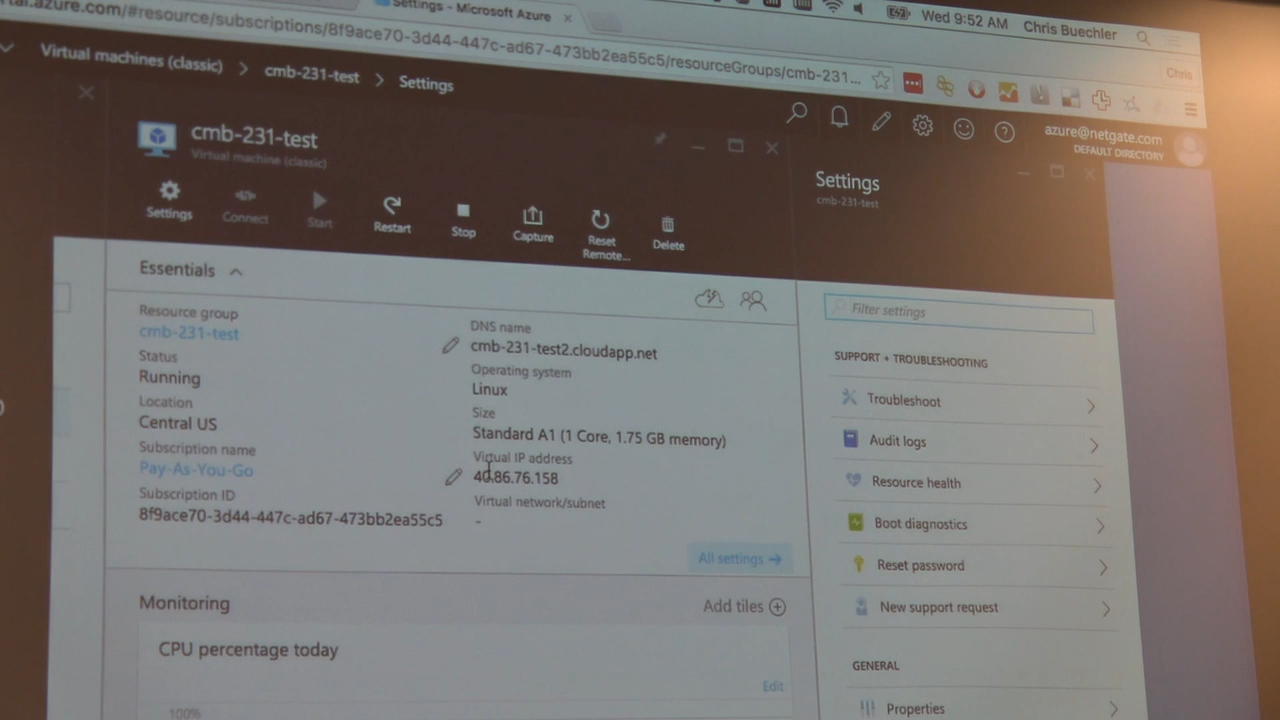 Settings - Microsoft Azure
Wed 9:52 AM Chris Buechler
.azure.com/#resource/subscriptions/8f9ace70-3d44-447c-ad67-473bb2ea55c5/resourceGroups/cmb-231...
Chris
Virtual machines (classic) > cmb-231-test > Settings
azure@netgate.com
DEFAULT DIRECTORY
cmb-231-test
Virtual machine (classic)
Settings
Connect
Start
Restart
Stop
Capture
Reset
Remote...
Delete
Essentials
Resource group
cmb-231-test
Status
Running
Location
Central US
Subscription name
Pay-As-You-Go
Subscription ID
8f9ace70-3d44-447c-ad67-473bb2ea55c5
DNS name
cmb-231-test2.cloudapp.net
Operating system
Linux
Size
Standard A1 (1 Core, 1.75 GB memory)
Virtual IP address
40.86.76.158
Virtual network/subnet
-
All settings →
Monitoring
Add tiles
CPU percentage today
Edit
100%
Settings
cmb-231-test
Filter settings
SUPPORT + TROUBLESHOOTING
Troubleshoot
Audit logs
Resource health
Boot diagnostics
Reset password
New support request
GENERAL
Properties